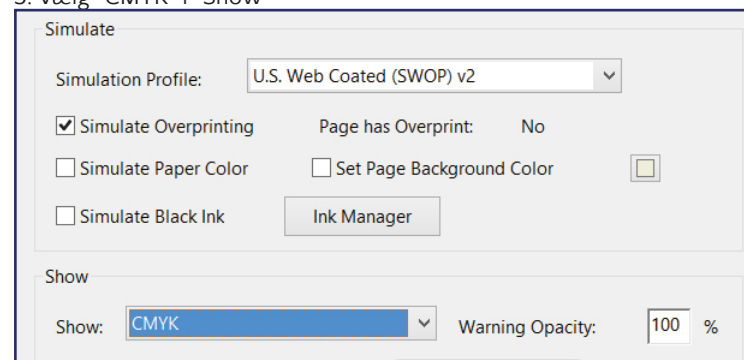 3. Vælg "CMYK" i "Show"
Simulate
Simulation Profile: U.S. Web Coated (SWOP) v2
Simulate Overprinting Page has Overprint: No
Simulate Paper Color Set Page Background Color
Simulate Black Ink Ink Manager
Show
Show: CMYK Warning Opacity: 100 %